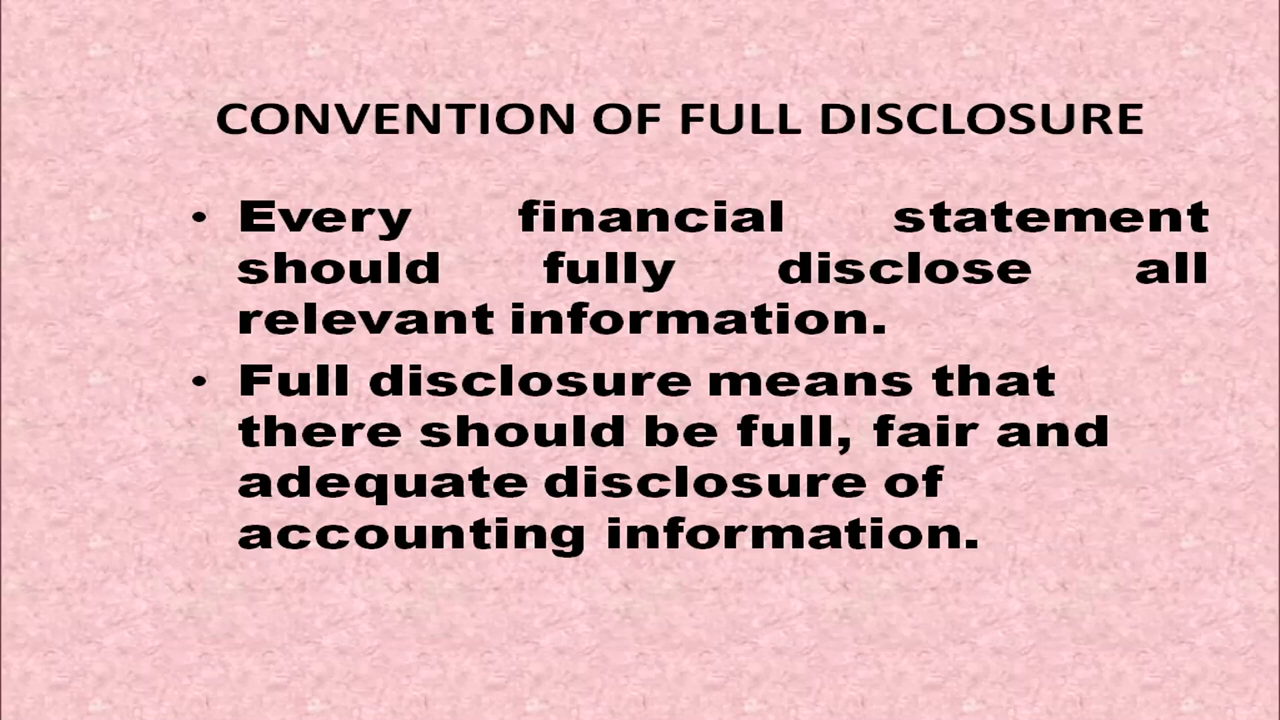 CONVENTION OF FULL DISCLOSURE
• Every financial statement
should fully disclose all
relevant information.
• Full disclosure means that
there should be full, fair and
adequate disclosure of
accounting information.